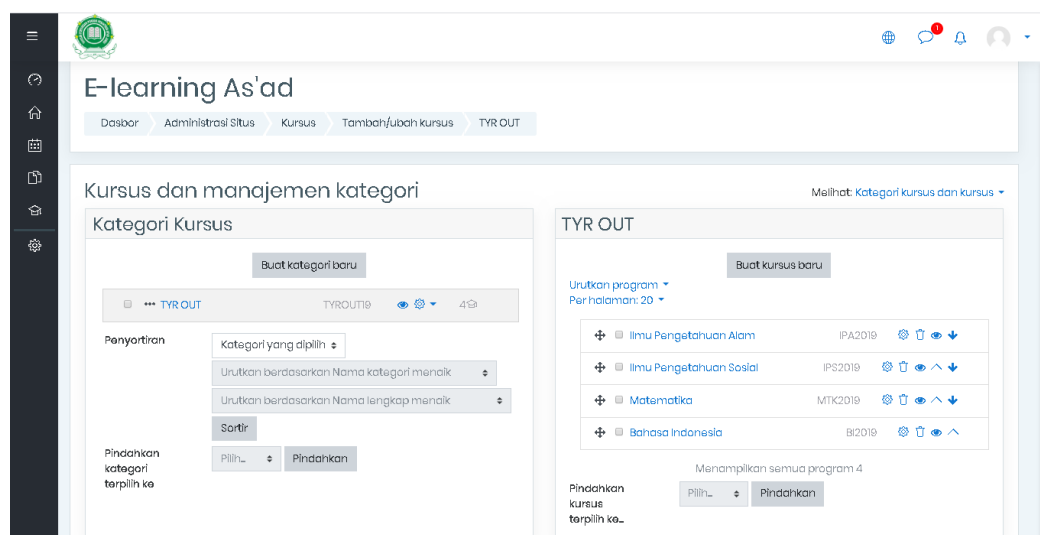 1
E-learning As'ad
Dasbor Administrasi Situs Kursus Tambah/ubah kursus TYR OUT
Kursus dan manajemen kategori
Melihat: Kategori kursus dan kursus
Kategori Kursus
Buat kategori baru
TYR OUT TYROUT19 4
Penyortiran
Kategori yang dipilih
Urutkan berdasarkan Nama kategori menaik
Urutkan berdasarkan Nama lengkap menaik
Sortir
Pindahkan kategori terpilih ke
Pilih... Pindahkan
TYR OUT
Buat kursus baru
Urutkan program
Per halaman: 20
Ilmu Pengetahuan Alam IPA2019
Ilmu Pengetahuan Sosial IPS2019
Matematika MTK2019
Bahasa Indonesia BI2019
Menampilkan semua program 4
Pindahkan kursus terpilih ke...
Pilih... Pindahkan